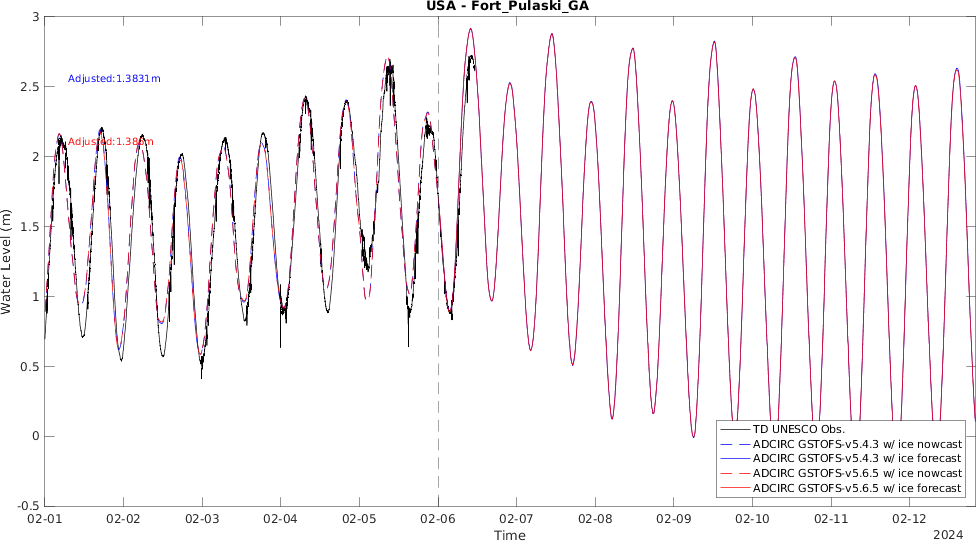 USA - Fort_Pulaski_GA
3
2.5
2
1.5
1
0.5
0
-0.5
Water Level (m)
Adjusted:1.3831m
TD UNESCO Obs.
ADCIRC GSTOFS-v5.4.3 w/ ice nowcast
ADCIRC GSTOFS-v5.4.3 w/ ice forecast
ADCIRC GSTOFS-v5.6.5 w/ ice nowcast
ADCIRC GSTOFS-v5.6.5 w/ ice forecast
02-01 02-02 02-03 02-04 02-05 02-06 02-07 02-08 02-09 02-10 02-11 02-12
Time
2024